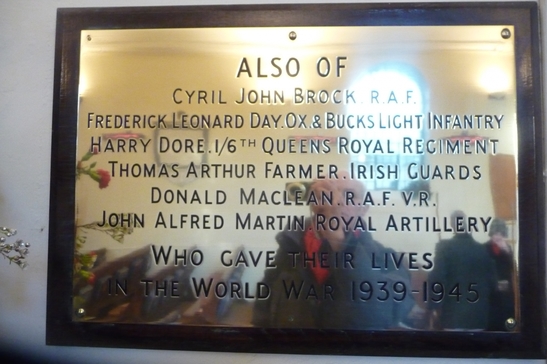 ALSO OF
CYRIL JOHN BROCK. R.A.F.
FREDERICK LEONARD DAY. OX. & BUCKS LIGHT INFANTRY
HARRY DORE. 1/6TH QUEENS ROYAL REGIMENT
THOMAS ARTHUR FARMER. IRISH GUARDS
DONALD MACLEAN. R.A.F. V.R.
JOHN ALFRED MARTIN. ROYAL ARTILLERY
WHO GAVE THEIR LIVES
IN THE WORLD WAR 1939-1945